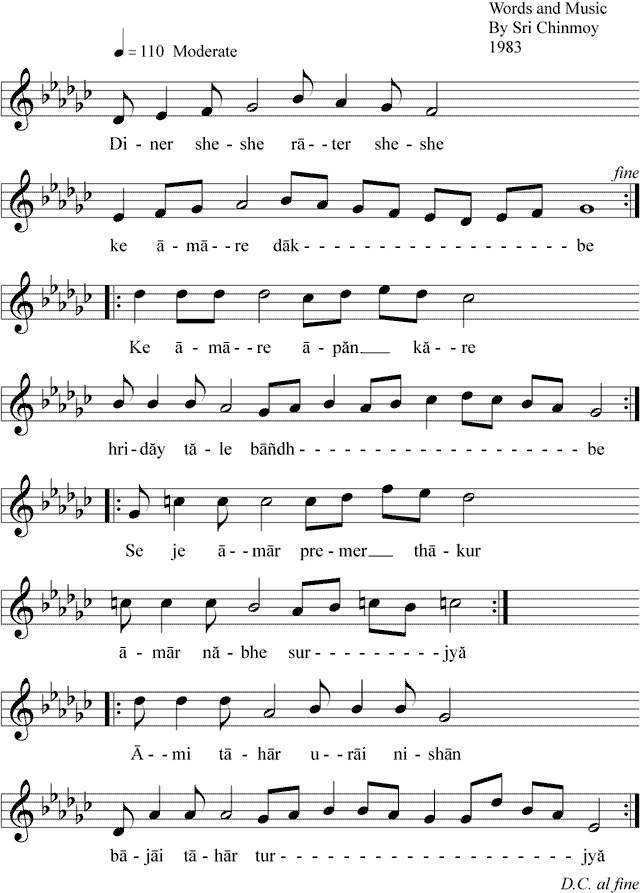 Words and Music
By Sri Chinmoy
1983
= 110 Moderate
Di-ner she-she rā--ter she-she
fine
ke ā-mā--re dāk-----------------be
Ke ā--mā--re ā-păn___ kă--re
hri-dăy tă-le bāñdh-----------------be
Se je ā--mār pre-mer___ thā-kur
ā-mār nă-bhe sur----------jyă
Ā--mi tā-hār u-rāi ni-shān
bā-jāi tā-hār tur-------------------jyă
D.C. al fine